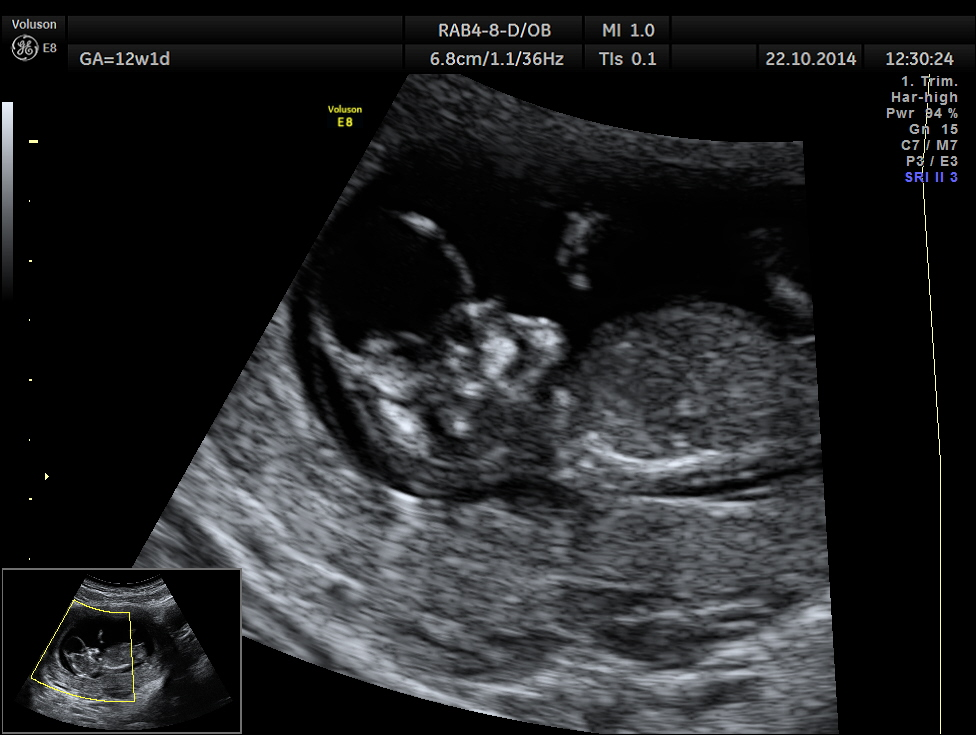 Voluson
E8
RAB4-8-D/OB
MI 1.0
GA=12w1d
6.8cm/1.1/36Hz
TIs 0.1
22.10.2014
12:30:24
1. Trim.
Har-high
Pwr 94 %
Gn 15
C7 / M7
P3 / E3
SRI II 3
Voluson
E8